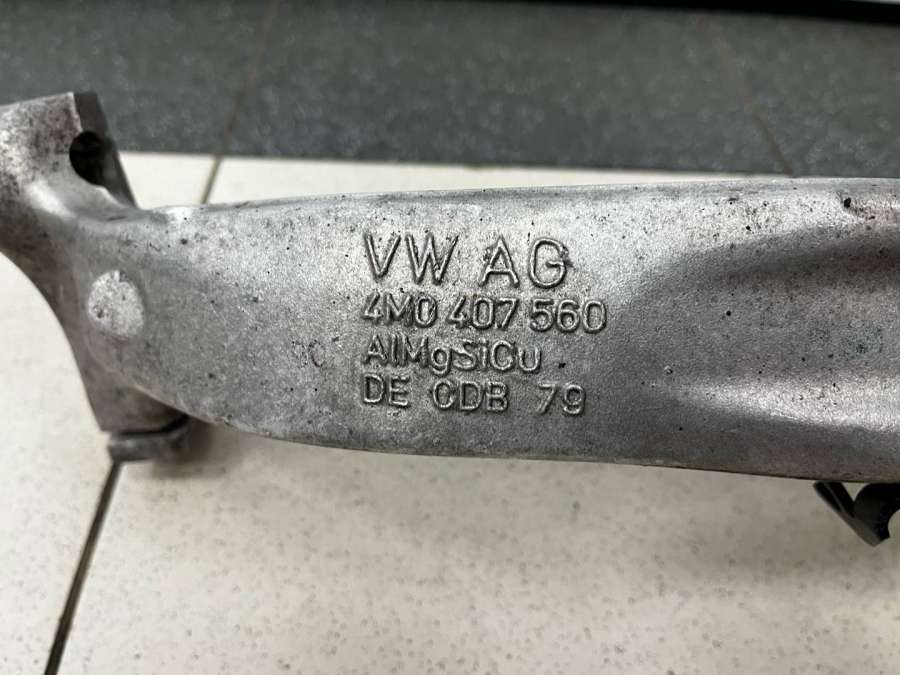 VW AG
4M0 407 560
AlMgSiCu
DE CDB 79